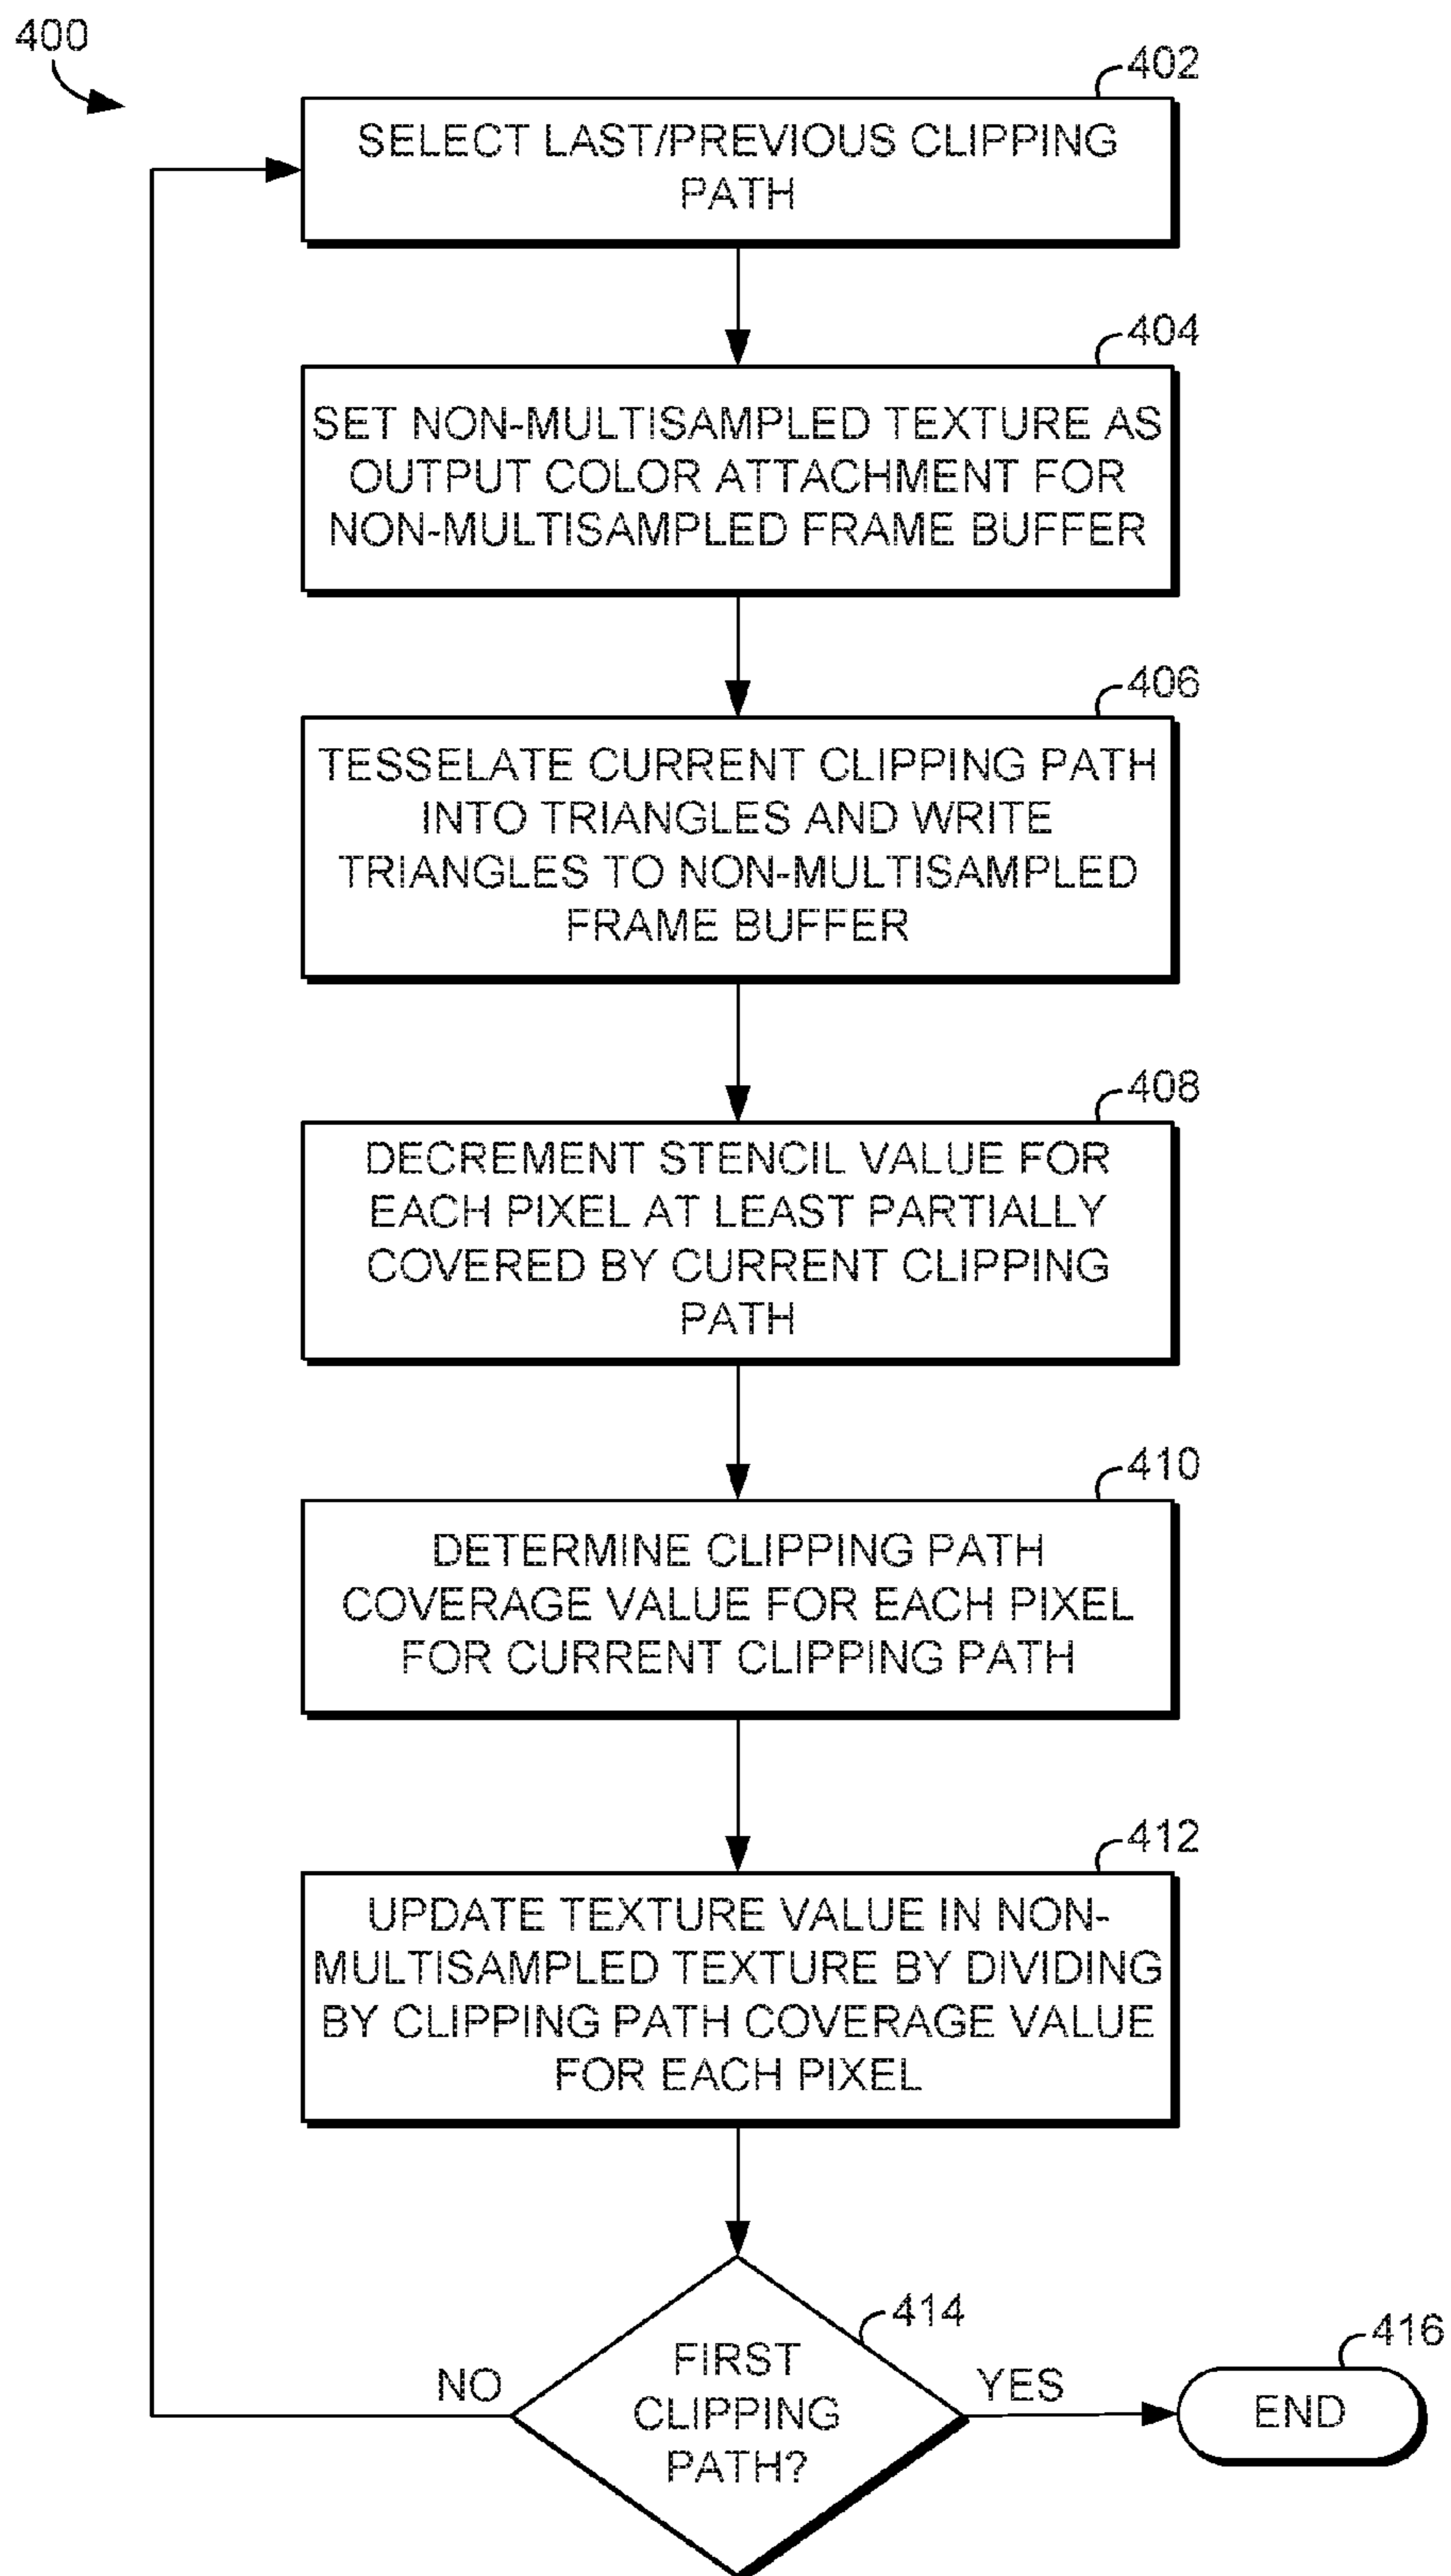 400
402
SELECT LAST/PREVIOUS CLIPPING
PATH
404
SET NON-MULTISAMPLED TEXTURE AS
OUTPUT COLOR ATTACHMENT FOR
NON-MULTISAMPLED FRAME BUFFER
406
TESSELATE CURRENT CLIPPING PATH
INTO TRIANGLES AND WRITE
TRIANGLES TO NON-MULTISAMPLED
FRAME BUFFER
408
DECREMENT STENCIL VALUE FOR
EACH PIXEL AT LEAST PARTIALLY
COVERED BY CURRENT CLIPPING
PATH
410
DETERMINE CLIPPING PATH
COVERAGE VALUE FOR EACH PIXEL
FOR CURRENT CLIPPING PATH
412
UPDATE TEXTURE VALUE IN NON-
MULTISAMPLED TEXTURE BY DIVIDING
BY CLIPPING PATH COVERAGE VALUE
FOR EACH PIXEL
414
FIRST
CLIPPING
PATH?
NO
YES
416
END